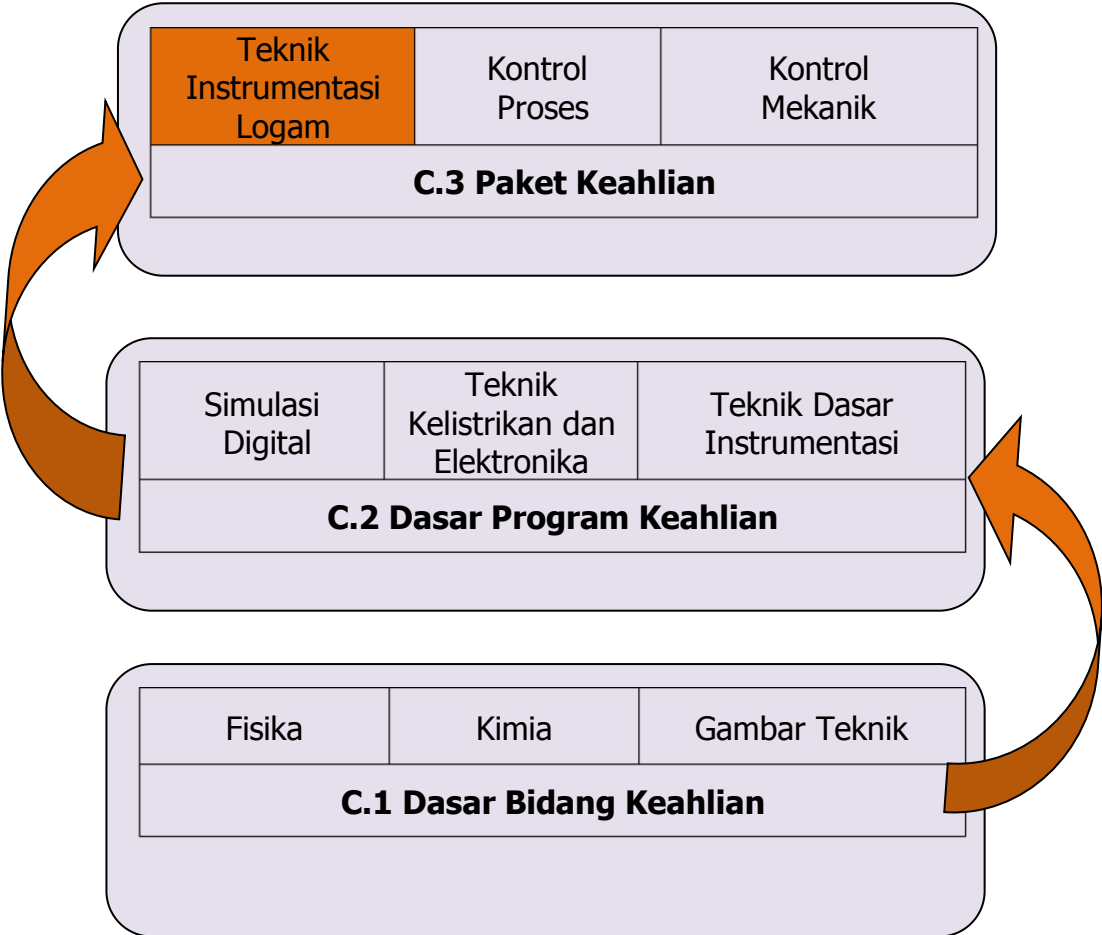 Teknik
Instrumentasi
Logam
Kontrol
Proses
Kontrol
Mekanik
C.3 Paket Keahlian
Simulasi
Digital
Teknik
Kelistrikan dan
Elektronika
Teknik Dasar
Instrumentasi
C.2 Dasar Program Keahlian
Fisika
Kimia
Gambar Teknik
C.1 Dasar Bidang Keahlian